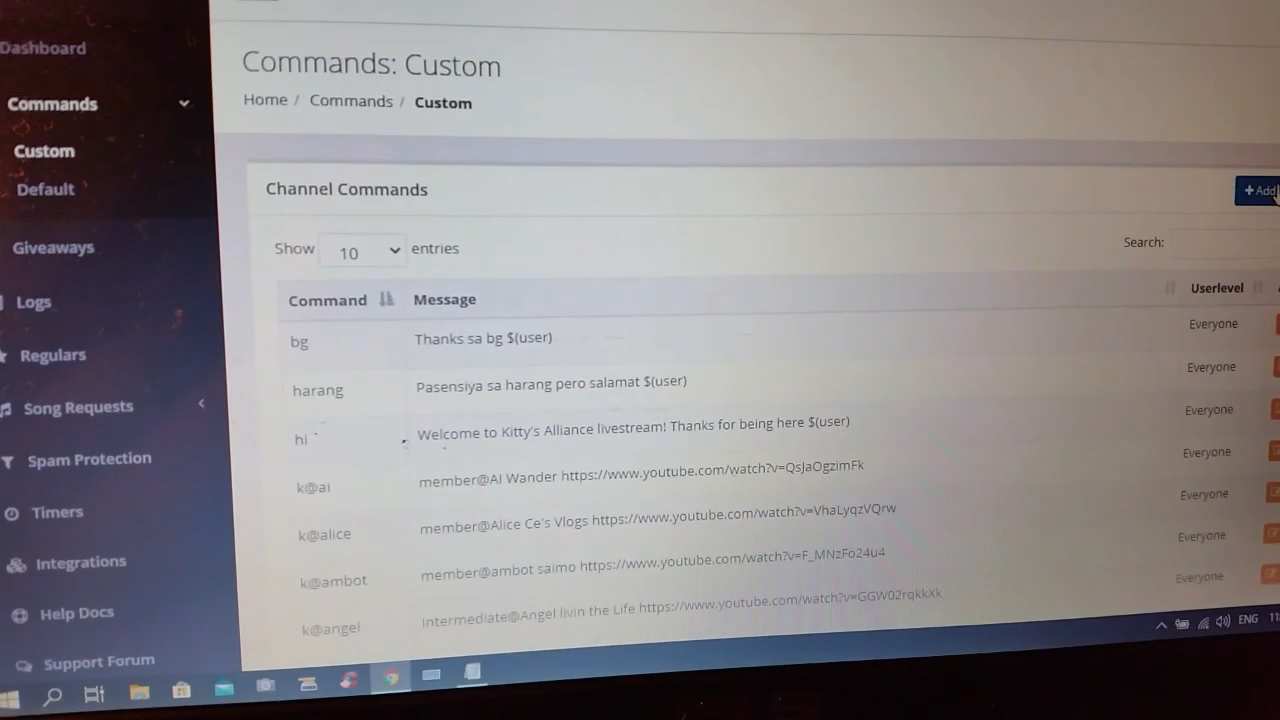 Dashboard
Commands
Custom
Default
Giveaways
Logs
Regulars
Song Requests
Spam Protection
Timers
Integrations
Help Docs
Support Forum
Commands: Custom
Home / Commands / Custom
Channel Commands
+ Add
Show 10 entries
Search:
Command Message Userlevel
bg Thanks sa bg $(user) Everyone
harang Pasensiya sa harang pero salamat $(user) Everyone
hi Welcome to Kitty's Alliance livestream! Thanks for being here $(user) Everyone
k@al member@Al Wander https://www.youtube.com/watch?v=QsJaOgzimFk Everyone
k@alice member@Alice Ce's Vlogs https://www.youtube.com/watch?v=VhaLyqzVQrw Everyone
k@ambot member@ambot saimo https://www.youtube.com/watch?v=F_MNzFo24u4 Everyone
k@angel Intermediate@Angel livin the Life https://www.youtube.com/watch?v=GGW02rqkkXk Everyone
ENG